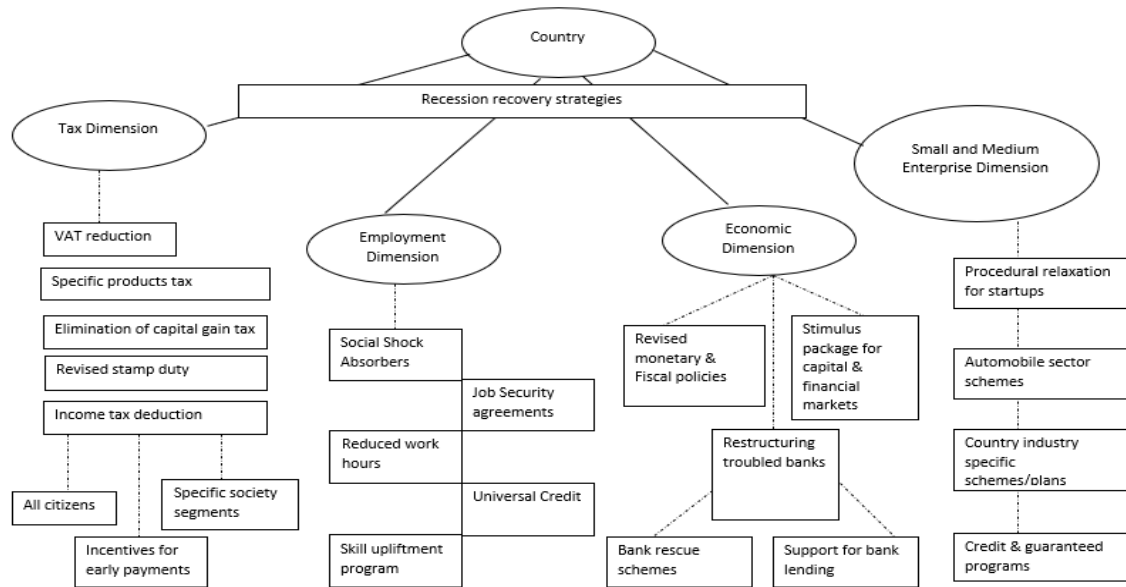 Country
Recession recovery strategies
Tax Dimension
Small and Medium
Enterprise Dimension
VAT reduction
Specific products tax
Elimination of capital gain tax
Revised stamp duty
Income tax deduction
All citizens
Specific society
segments
Incentives for
early payments
Employment
Dimension
Social Shock
Absorbers
Job Security
agreements
Reduced work
hours
Universal Credit
Skill upliftment
program
Economic
Dimension
Revised
monetary &
Fiscal policies
Stimulus
package for
capital &
financial
markets
Restructuring
troubled banks
Bank rescue
schemes
Support for bank
lending
Procedural relaxation
for startups
Automobile sector
schemes
Country industry
specific
schemes/plans
Credit & guaranteed
programs